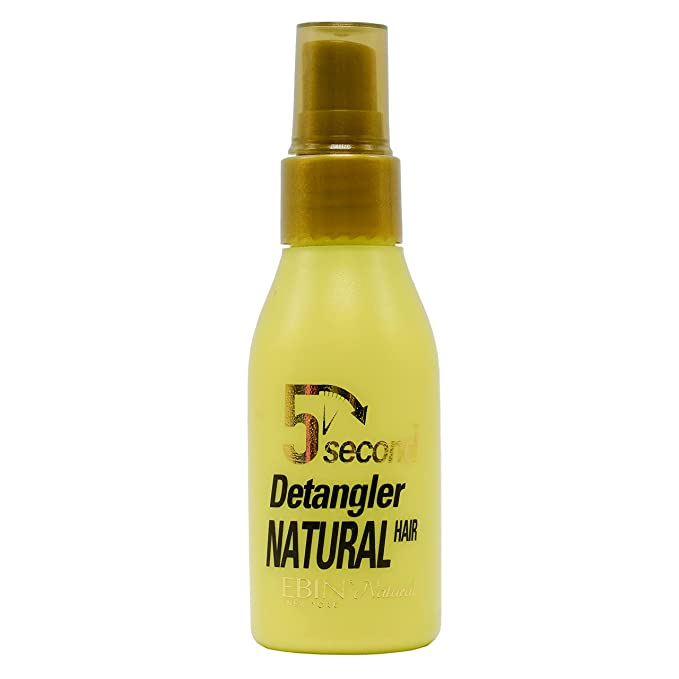 5 second
Detangler
NATURAL HAIR
EBIN® Natural
NEW YORK